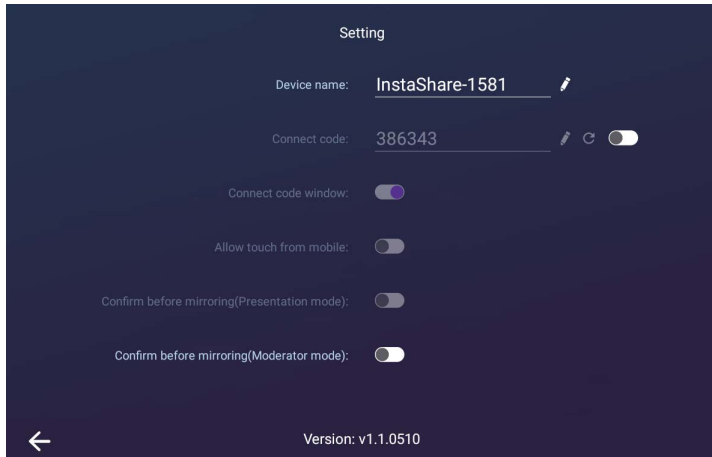 Setting
Device name: InstaShare-1581
Connect code: 386343
Connect code window:
Allow touch from mobile:
Confirm before mirroring(Presentation mode):
Confirm before mirroring(Moderator mode):
Version: v1.1.0510